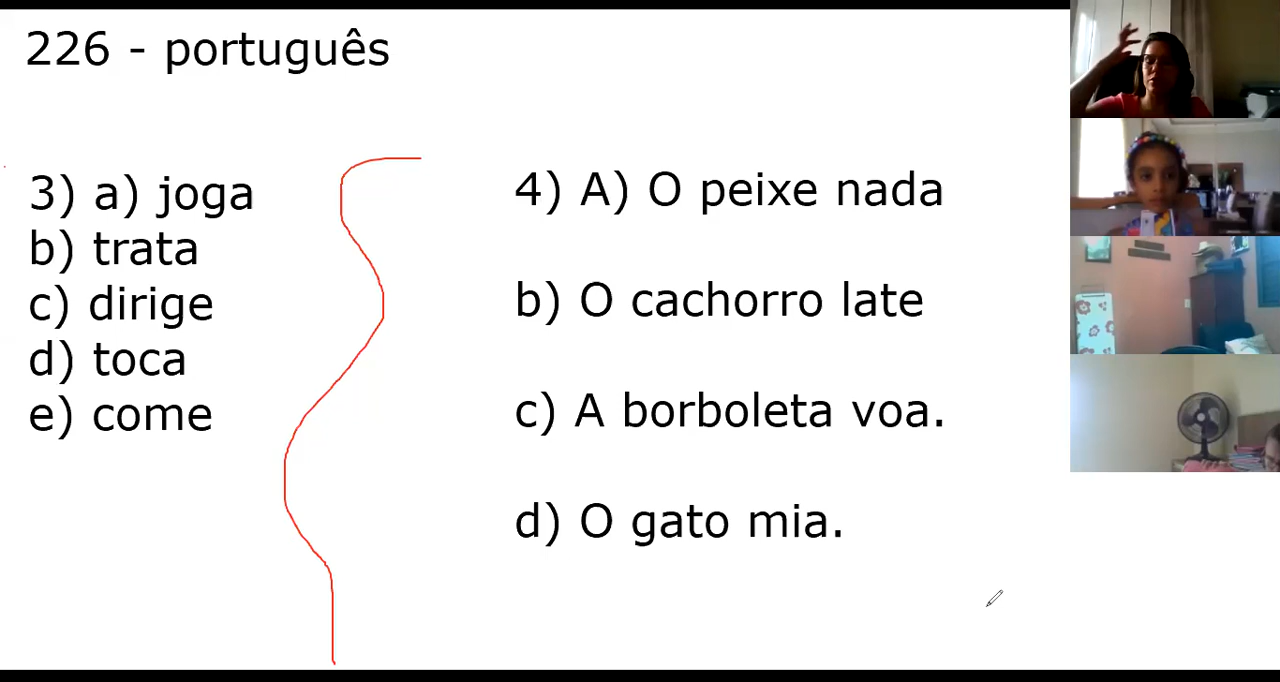 226 - português
3) a) joga
b) trata
c) dirige
d) toca
e) come
4) A) O peixe nada
b) O cachorro late
c) A borboleta voa.
d) O gato mia.